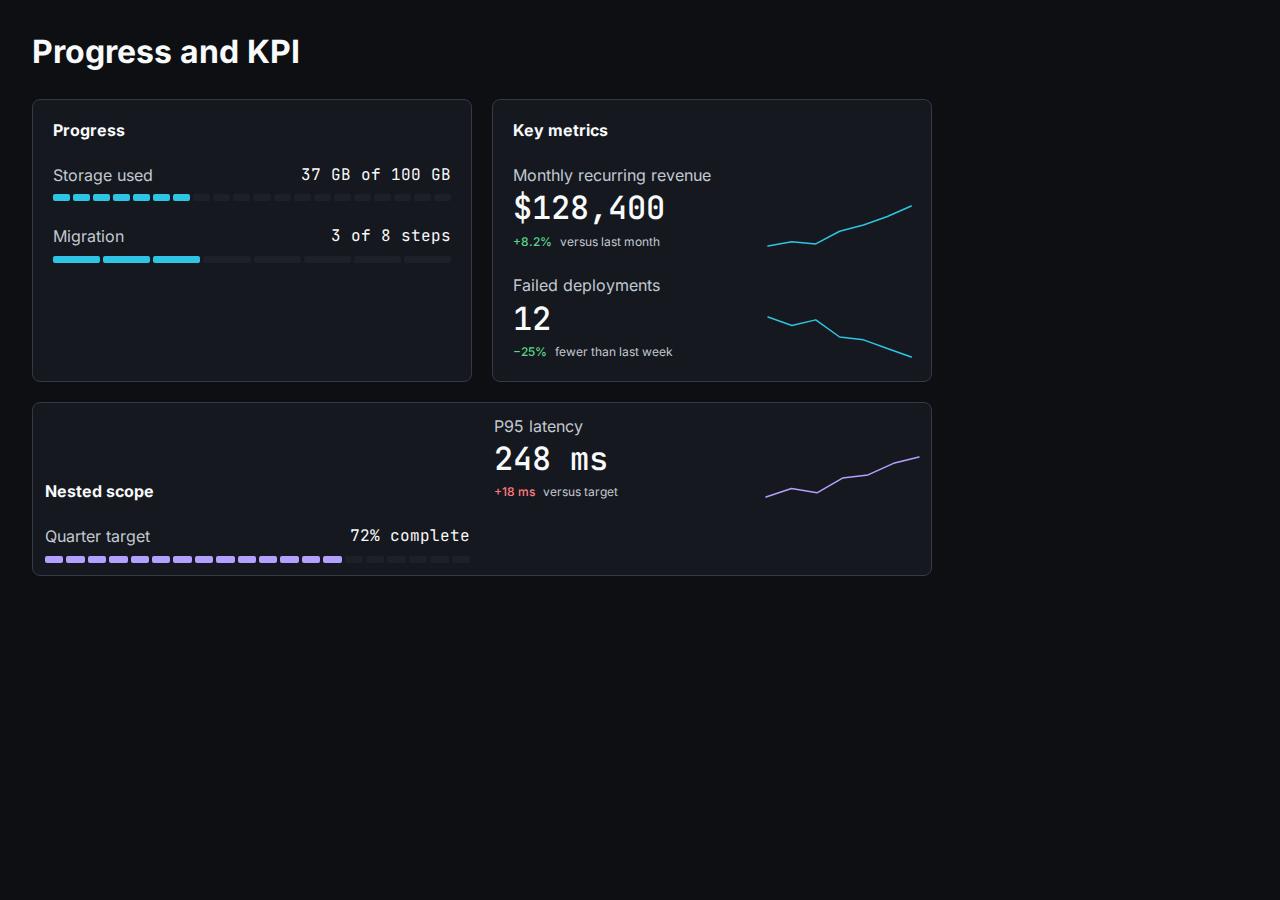 Progress and KPI
Progress
Storage used 37 GB of 100 GB
Migration 3 of 8 steps
Key metrics
Monthly recurring revenue
$128,400
+8.2% versus last month
Failed deployments
12
−25% fewer than last week
Nested scope
Quarter target 72% complete
P95 latency
248 ms
+18 ms versus target